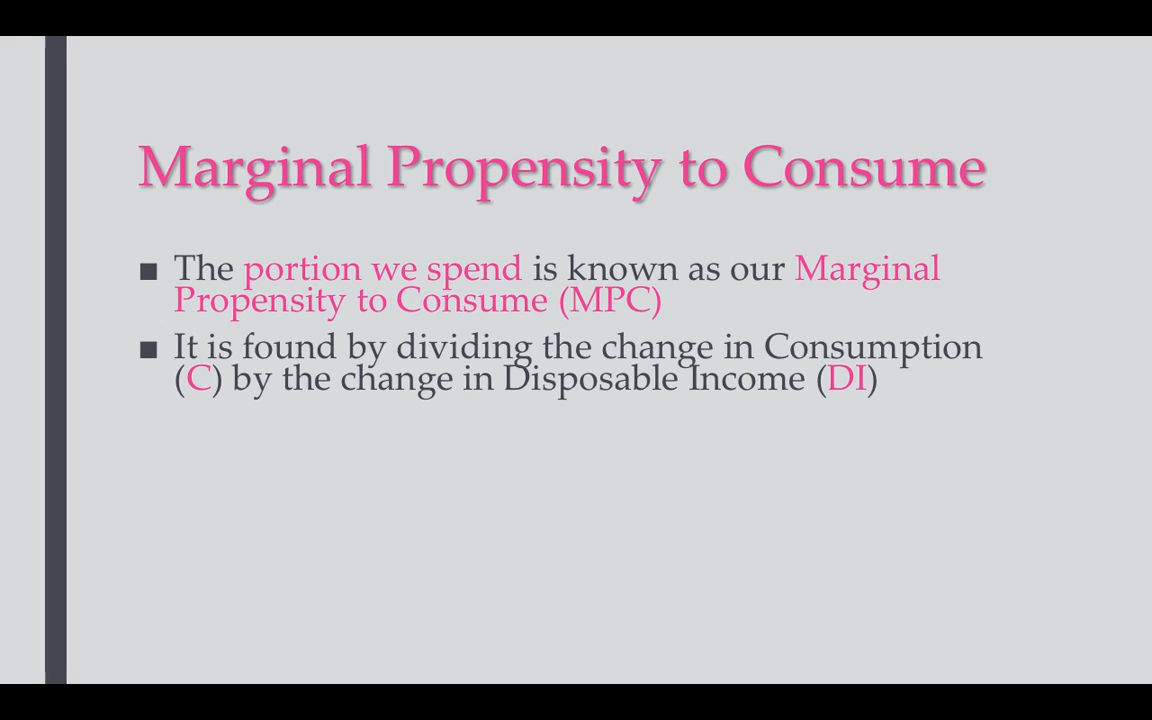 Marginal Propensity to Consume
■ The portion we spend is known as our Marginal
Propensity to Consume (MPC)
■ It is found by dividing the change in Consumption
(C) by the change in Disposable Income (DI)